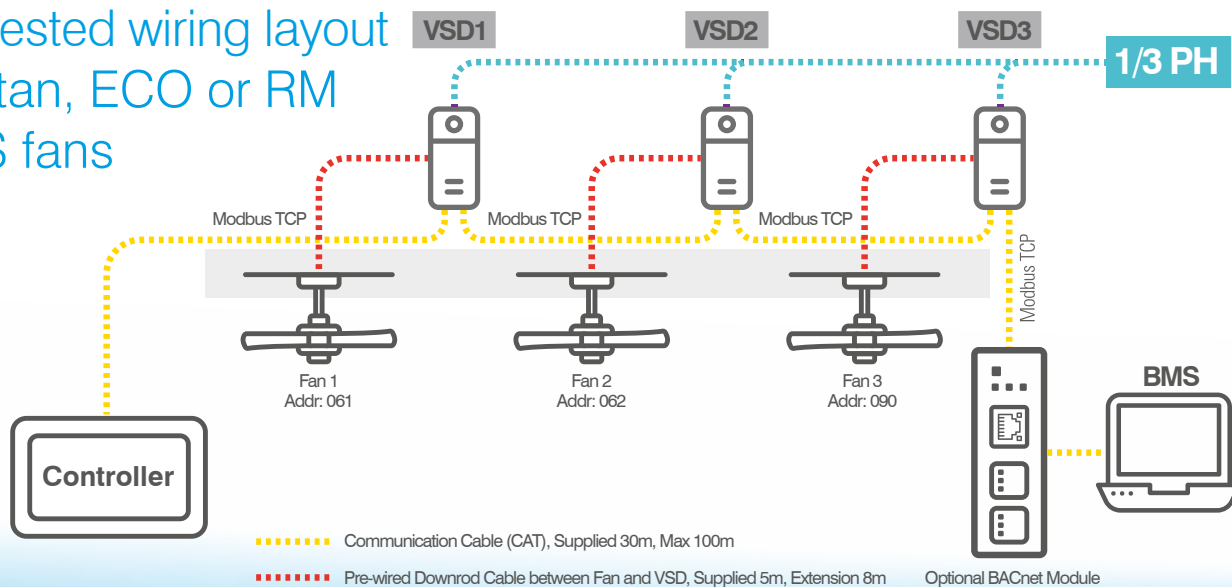 wiring layout
ECO or RM
fans
VSD1
VSD2
VSD3
1/3 PH
Modbus TCP
Modbus TCP
Modbus TCP
Modbus TCP
Fan 1
Addr: 061
Fan 2
Addr: 062
Fan 3
Addr: 090
BMS
Controller
Communication Cable (CAT), Supplied 30m, Max 100m
Pre-wired Downrod Cable between Fan and VSD, Supplied 5m, Extension 8m
Optional BACnet Module